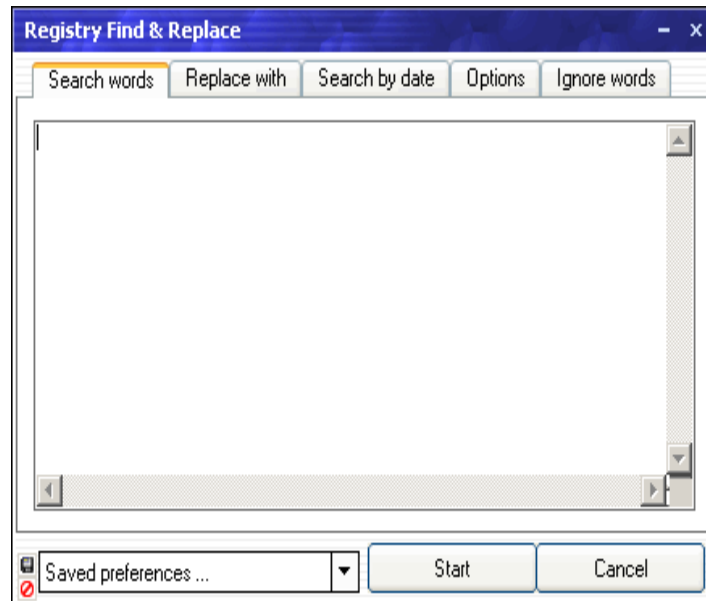 Registry Find & Replace
Search words Replace with Search by date Options Ignore words
Saved preferences ... Start Cancel